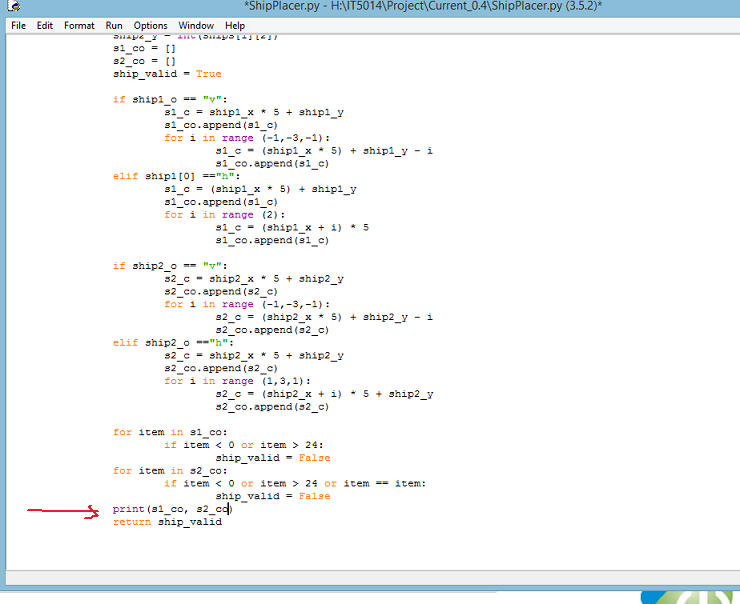 *ShipPlacer.py - H:\IT5014\Project\Current_0.4\ShipPlacer.py (3.5.2)*
File Edit Format Run Options Window Help
ship2_y = int(ships[1][2])
s1_co = []
s2_co = []
ship_valid = True
if ship1_o == "v":
s1_c = ship1_x * 5 + ship1_y
s1_co.append(s1_c)
for i in range (-1,-3,-1):
s1_c = (ship1_x * 5) + ship1_y - i
s1_co.append(s1_c)
elif ship1[0] =="h":
s1_c = (ship1_x * 5) + ship1_y
s1_co.append(s1_c)
for i in range (2):
s1_c = (ship1_x + i) * 5
s1_co.append(s1_c)
if ship2_o == "v":
s2_c = ship2_x * 5 + ship2_y
s2_co.append(s2_c)
for i in range (-1,-3,-1):
s2_c = (ship2_x * 5) + ship2_y - i
s2_co.append(s2_c)
elif ship2_o =="h":
s2_c = ship2_x * 5 + ship2_y
s2_co.append(s2_c)
for i in range (1,3,1):
s2_c = (ship2_x + i) * 5 + ship2_y
s2_co.append(s2_c)
for item in s1_co:
if item < 0 or item > 24:
ship_valid = False
for item in s2_co:
if item < 0 or item > 24 or item == item:
ship_valid = False
print(s1_co, s2_co)
return ship_valid